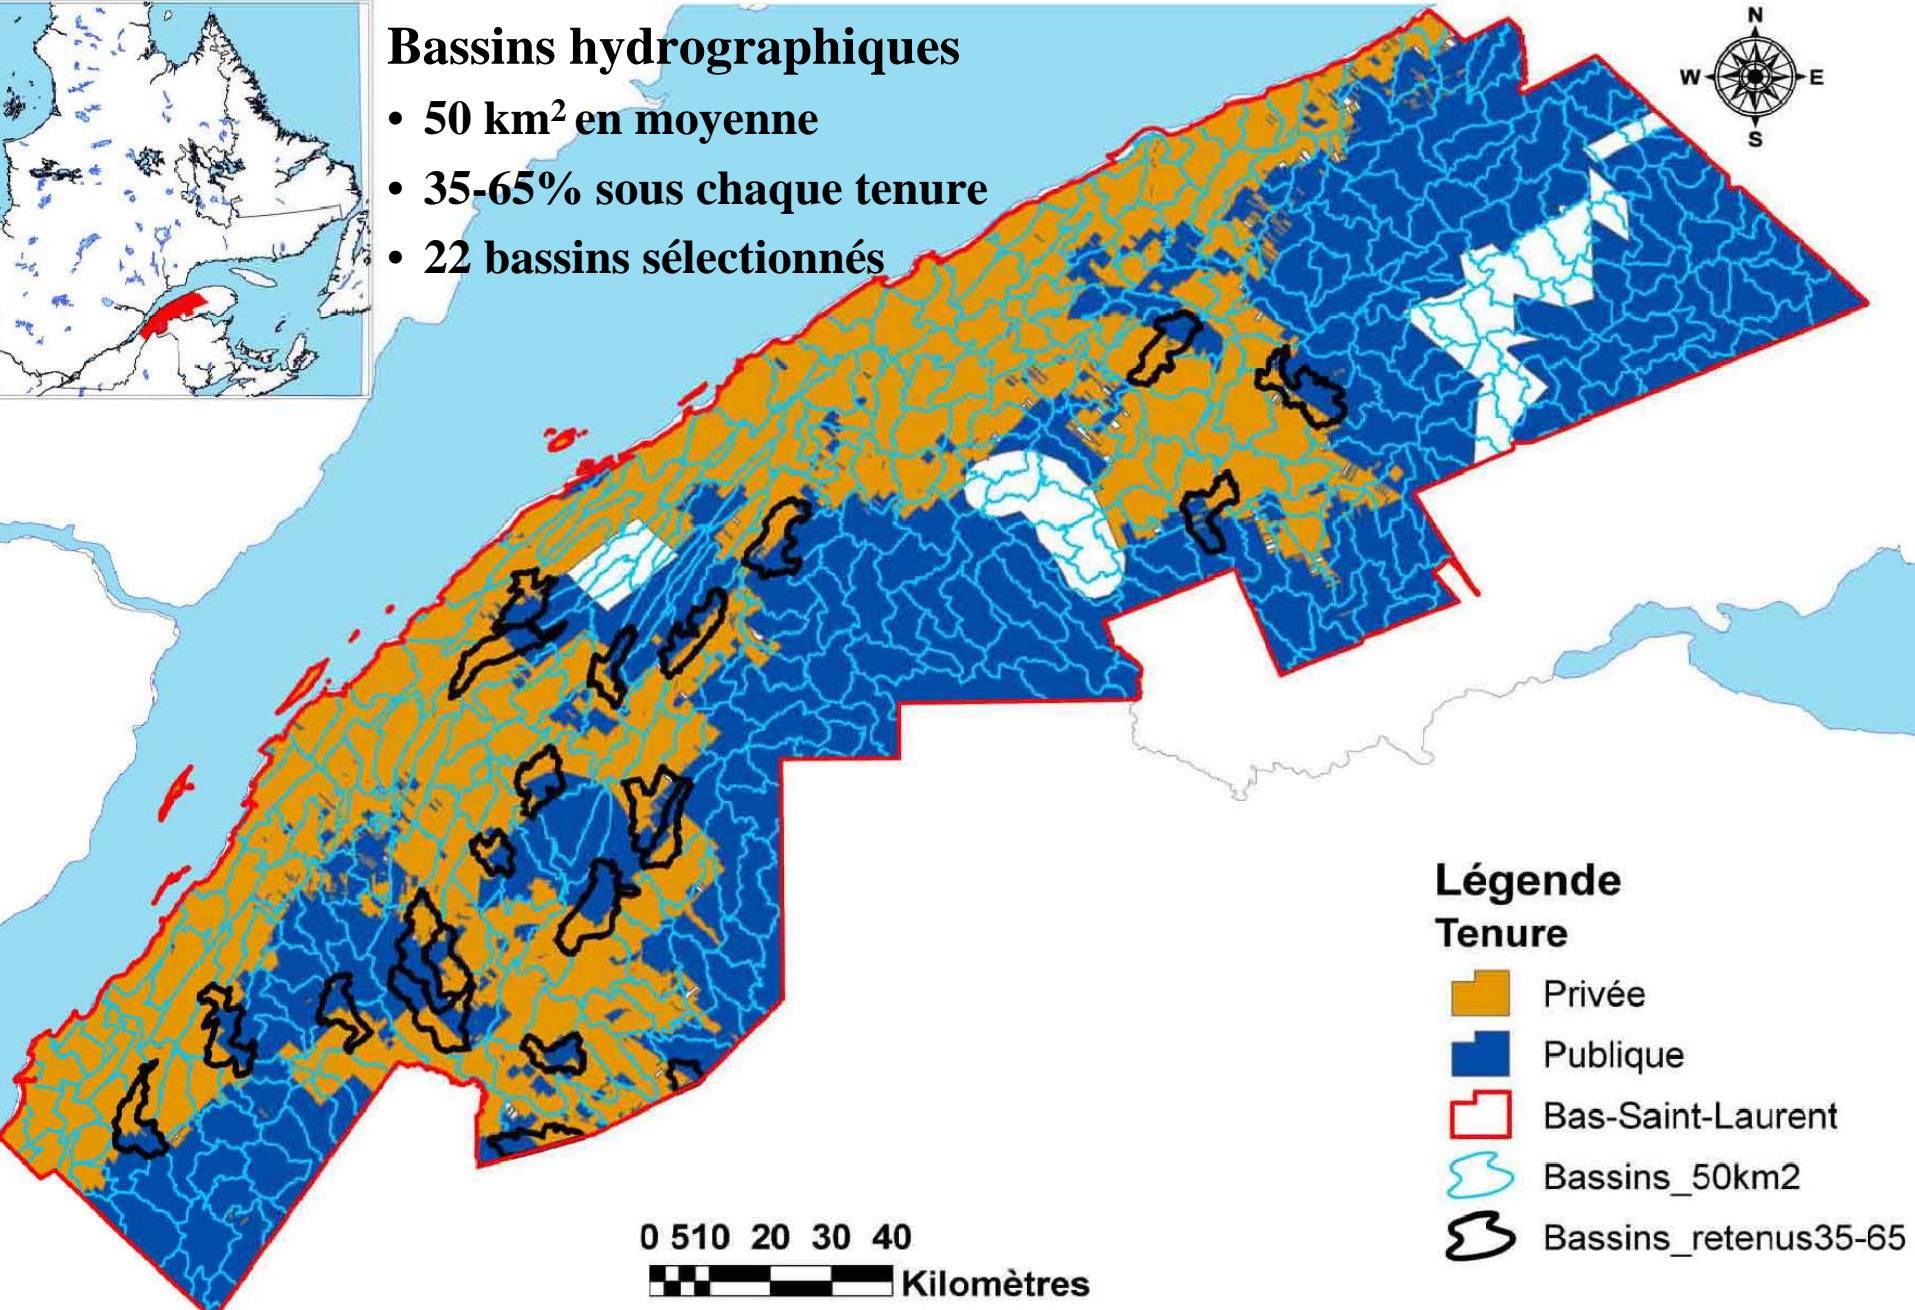 Bassins hydrographiques
• 50 km² en moyenne
• 35-65% sous chaque tenure
• 22 bassins sélectionnés
N
W E
S
Légende
Tenure
Privée
Publique
Bas-Saint-Laurent
Bassins_50km2
Bassins_retenus35-65
0 510 20 30 40
Kilomètres